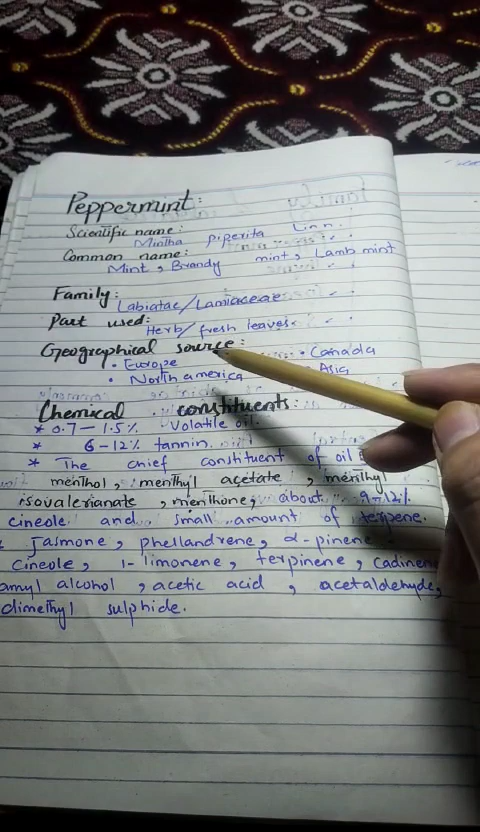 Peppermint:
Scientific name:
Mintha piperita Linn.
Common name:
Mint, Brandy mint, Lamb mint
Family:
Labiatae/Lamiaceae
Part used:
Herb/fresh leaves.
Geographical source:
• Europe • Canada
• North america • Asia
Chemical constituents:
* 0.7 – 1.5% Volatile oil.
* 6-12% tannin.
* The chief constituent of oil
menthol, menthyl acetate, menthyl
isovalerianate, menthone, about 9-12%
cineole and small amount of terpene.
Jasmone, phellandrene, α-pinene
cineole, l-limonene, terpinene, cadinene
amyl alcohol, acetic acid, acetaldehyde,
dimethyl sulphide.